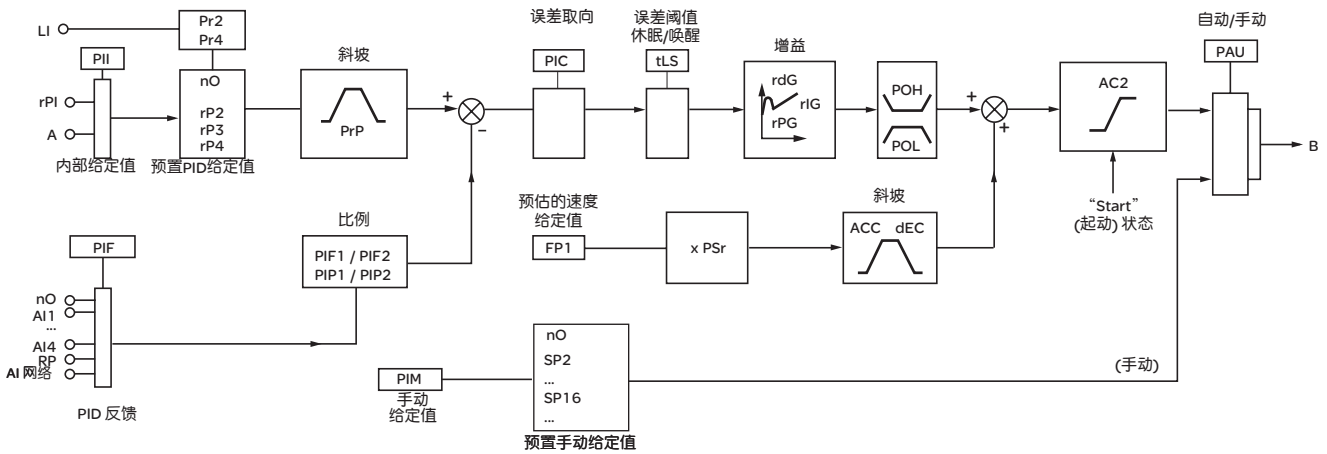 LI
Pr2
Pr4
PII
rPI
A
内部给定值
nO
rP2
rP3
rP4
预置PID给定值
斜坡
PrP
+
−
误差取向
PIC
误差阈值
休眠/唤醒
tLS
增益
rdG
rIG
rPG
POH
POL
+
+
AC2
“Start”
(起动) 状态
自动/手动
PAU
B
预估的速度
给定值
FP1
x PSr
斜坡
ACC dEC
比例
PIF1 / PIF2
PIP1 / PIP2
PIF
nO
AI1
...
AI4
RP
AI 网络
PID 反馈
PIM
手动
给定值
nO
SP2
...
SP16
...
预置手动给定值
(手动)